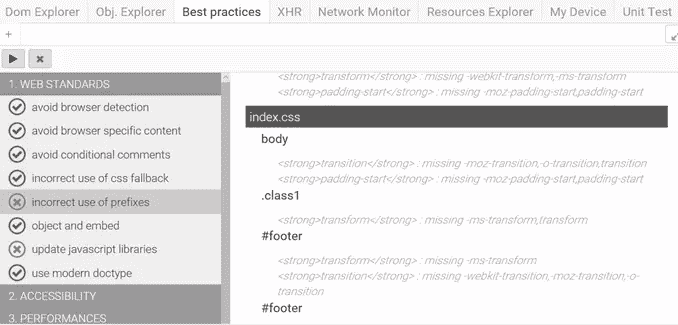 Dom Explorer Obj. Explorer Best practices XHR Network Monitor Resources Explorer My Device Unit Test
+
1. WEB STANDARDS
avoid browser detection
avoid browser specific content
avoid conditional comments
incorrect use of css fallback
incorrect use of prefixes
object and embed
update javascript libraries
use modern doctype
2. ACCESSIBILITY
3. PERFORMANCES
<strong>transform</strong> : missing -webkit-transform,-ms-transform
<strong>padding-start</strong> : missing -moz-padding-start,padding-start
index.css
body
<strong>transition</strong> : missing -moz-transition,-o-transition,transition
<strong>padding-start</strong> : missing -moz-padding-start,padding-start
.class1
<strong>transform</strong> : missing -ms-transform,transform
#footer
<strong>transform</strong> : missing -ms-transform
<strong>transition</strong> : missing -webkit-transition,-moz-transition,-o-
transition
#footer